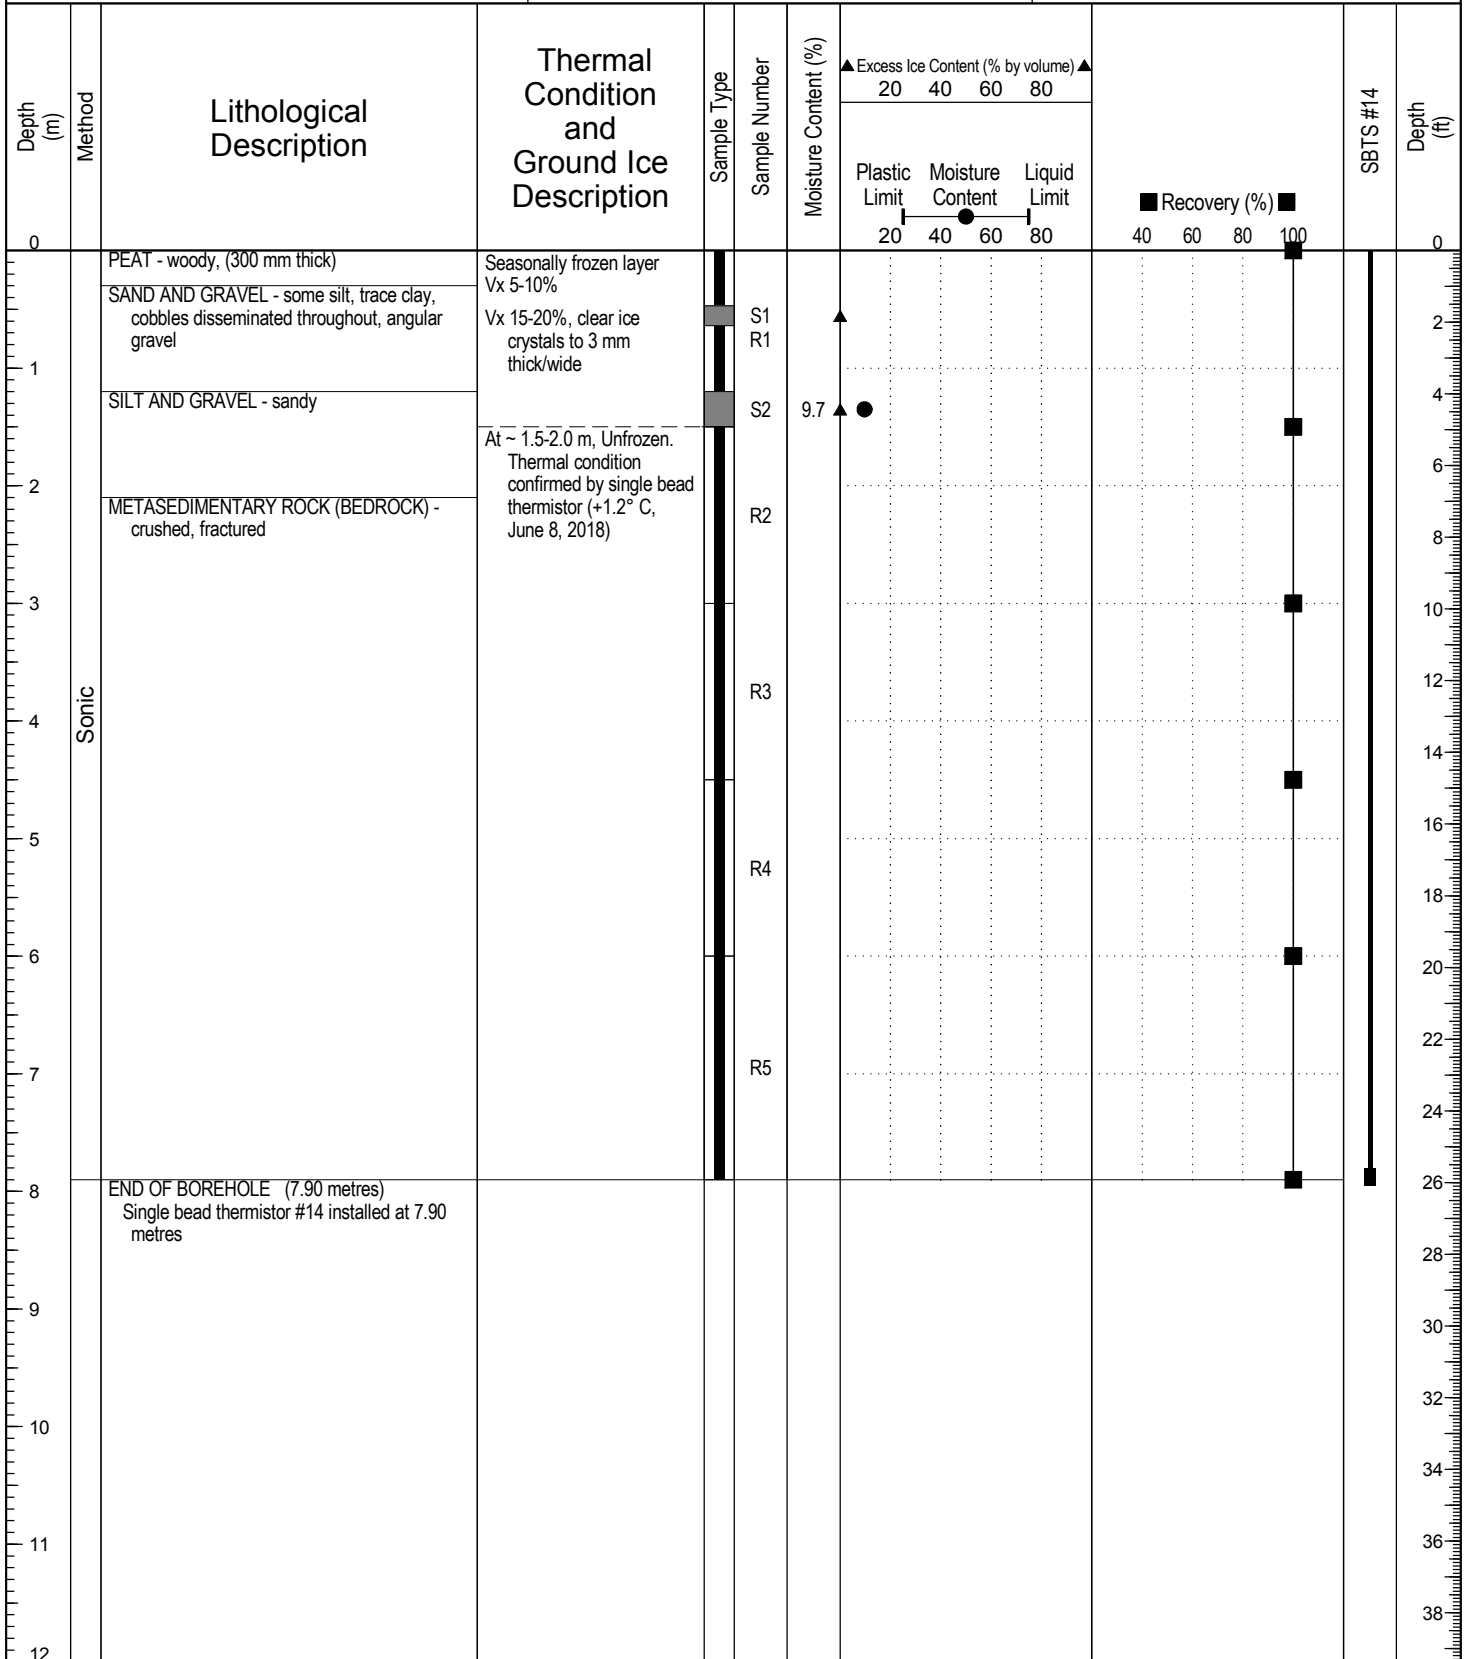 Depth
(m)
Method
Lithological
Description
Thermal
Condition
and
Ground Ice
Description
Sample Type
Sample Number
Moisture Content (%)
▲ Excess Ice Content (% by volume) ▲
20 40 60 80
Plastic Moisture Liquid
Limit Content Limit
20 40 60 80
■ Recovery (%) ■
40 60 80 100
SBTS #14
Depth
(ft)
0
1
2
3
4
5
6
7
8
9
10
11
12
Sonic
PEAT - woody, (300 mm thick)
SAND AND GRAVEL - some silt, trace clay,
cobbles disseminated throughout, angular
gravel
SILT AND GRAVEL - sandy
METASEDIMENTARY ROCK (BEDROCK) -
crushed, fractured
END OF BOREHOLE (7.90 metres)
Single bead thermistor #14 installed at 7.90
metres
Seasonally frozen layer
Vx 5-10%
Vx 15-20%, clear ice
crystals to 3 mm
thick/wide
At ~ 1.5-2.0 m, Unfrozen.
Thermal condition
confirmed by single bead
thermistor (+1.2° C,
June 8, 2018)
S1
R1
S2
R2
R3
R4
R5
9.7
0
2
4
6
8
10
12
14
16
18
20
22
24
26
28
30
32
34
36
38